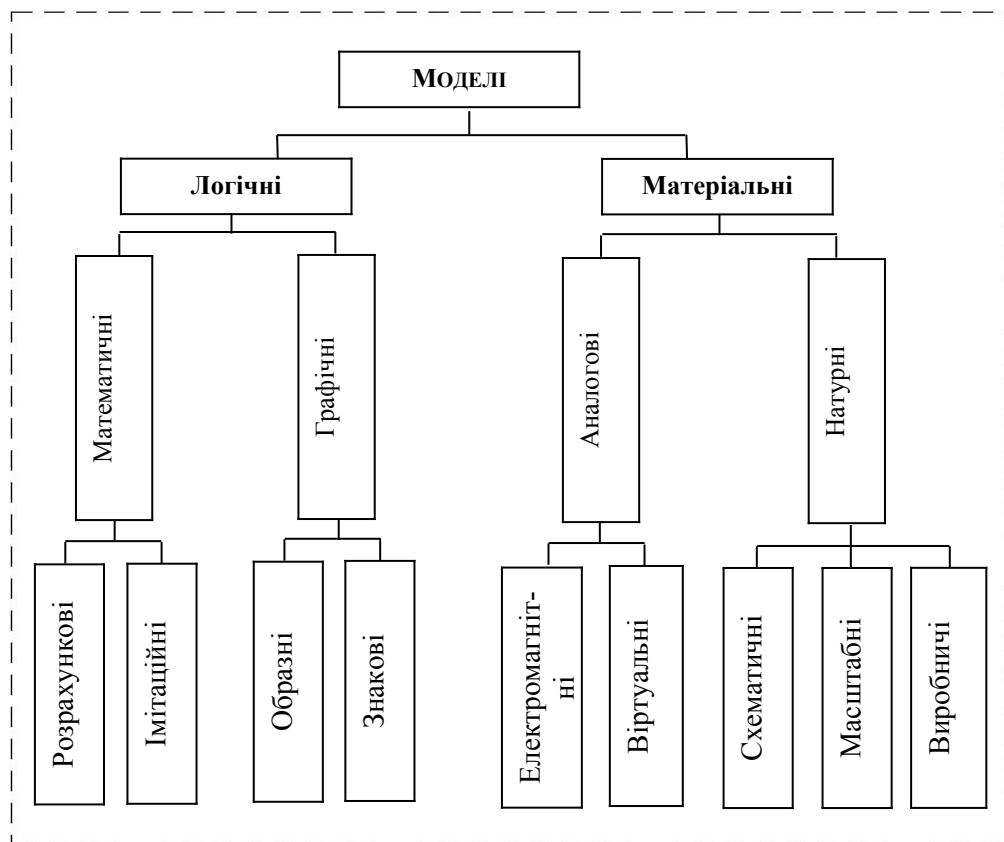 МОДЕЛІ
Логічні
Матеріальні
Математичні
Графічні
Аналогові
Натурні
Розрахункові
Імітаційні
Образні
Знакові
Електромагніт-
ні
Віртуальні
Схематичні
Масштабні
Виробничі